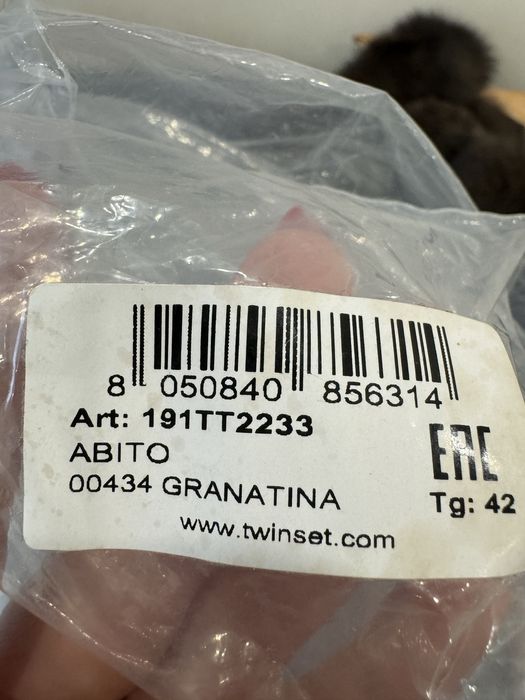 8 050840 856314
Art: 191TT2233
ABITO
EAC
00434 GRANATINA
Tg: 42
www.twinset.com